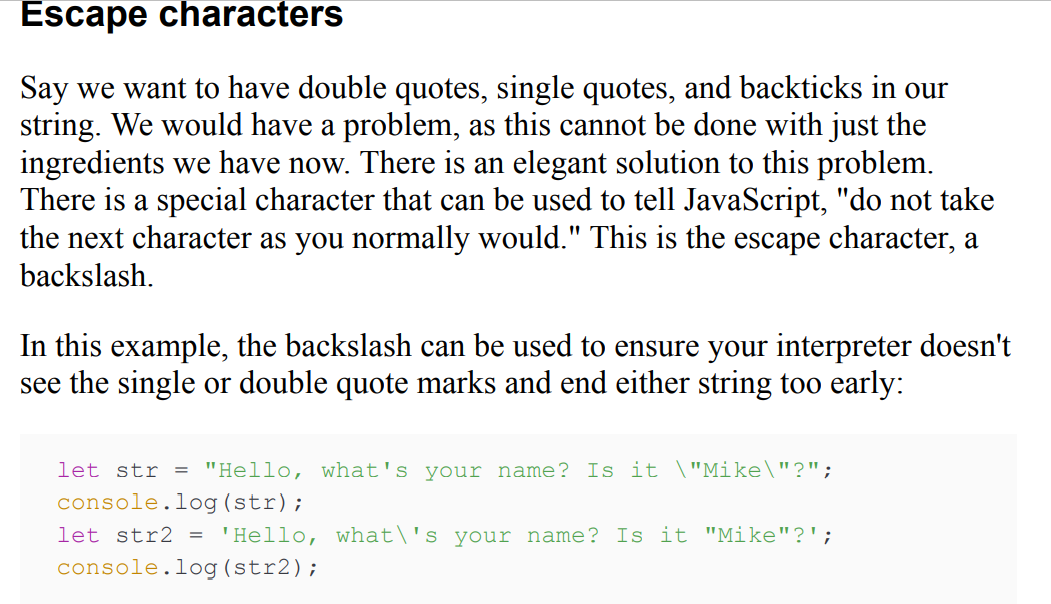 Escape characters
Say we want to have double quotes, single quotes, and backticks in our
string. We would have a problem, as this cannot be done with just the
ingredients we have now. There is an elegant solution to this problem.
There is a special character that can be used to tell JavaScript, "do not take
the next character as you normally would." This is the escape character, a
backslash.
In this example, the backslash can be used to ensure your interpreter doesn't
see the single or double quote marks and end either string too early:
let str = "Hello, what's your name? Is it \"Mike\"?";
console.log(str);
let str2 = 'Hello, what\'s your name? Is it "Mike"?';
console.log(str2);